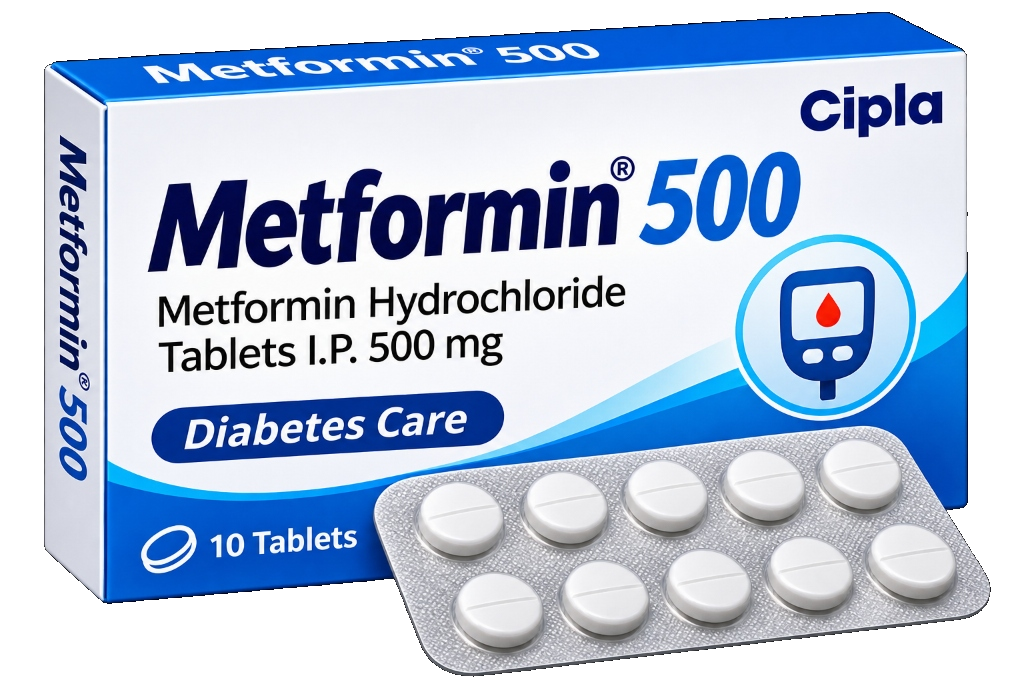 Metformin® 500
Cipla
Metformin® 500
Metformin® 500
Metformin Hydrochloride
Tablets I.P. 500 mg
Diabetes Care
10 Tablets